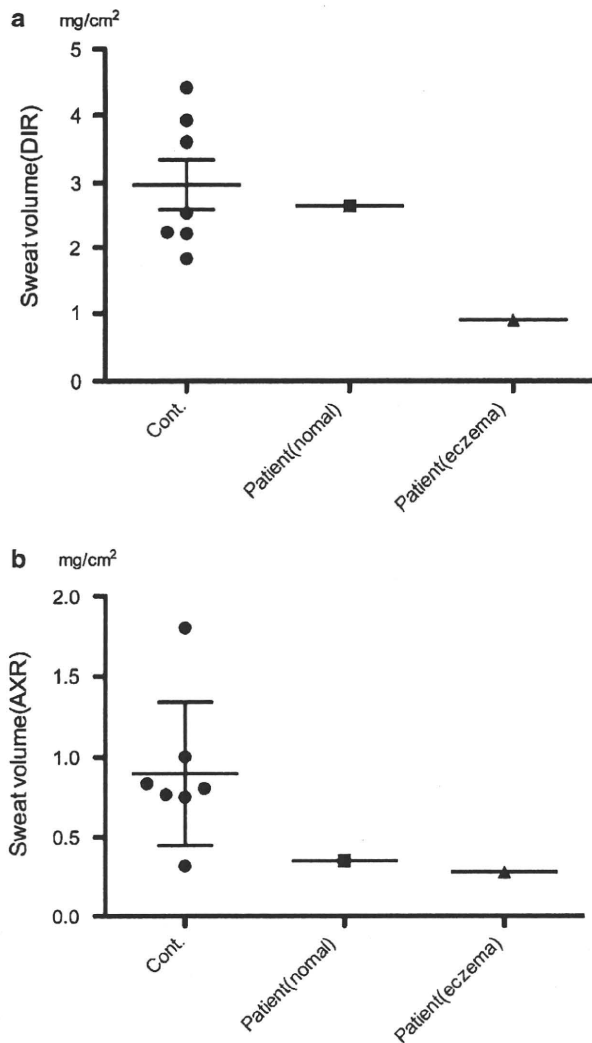 a mg/cm²
Sweat volume(DIR)
5
4
3
2
1
0
Cont.
Patient(nomal)
Patient(eczema)
b mg/cm²
Sweat volume(AXR)
2.0
1.5
1.0
0.5
0.0
Cont.
Patient(nomal)
Patient(eczema)